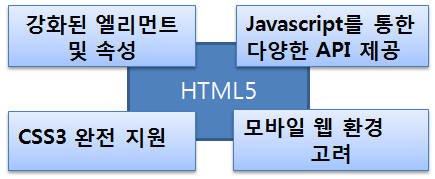 강화된 엘리먼트
및 속성
Javascript를 통한
다양한 API 제공
HTML5
CSS3 완전 지원
모바일 웹 환경
고려